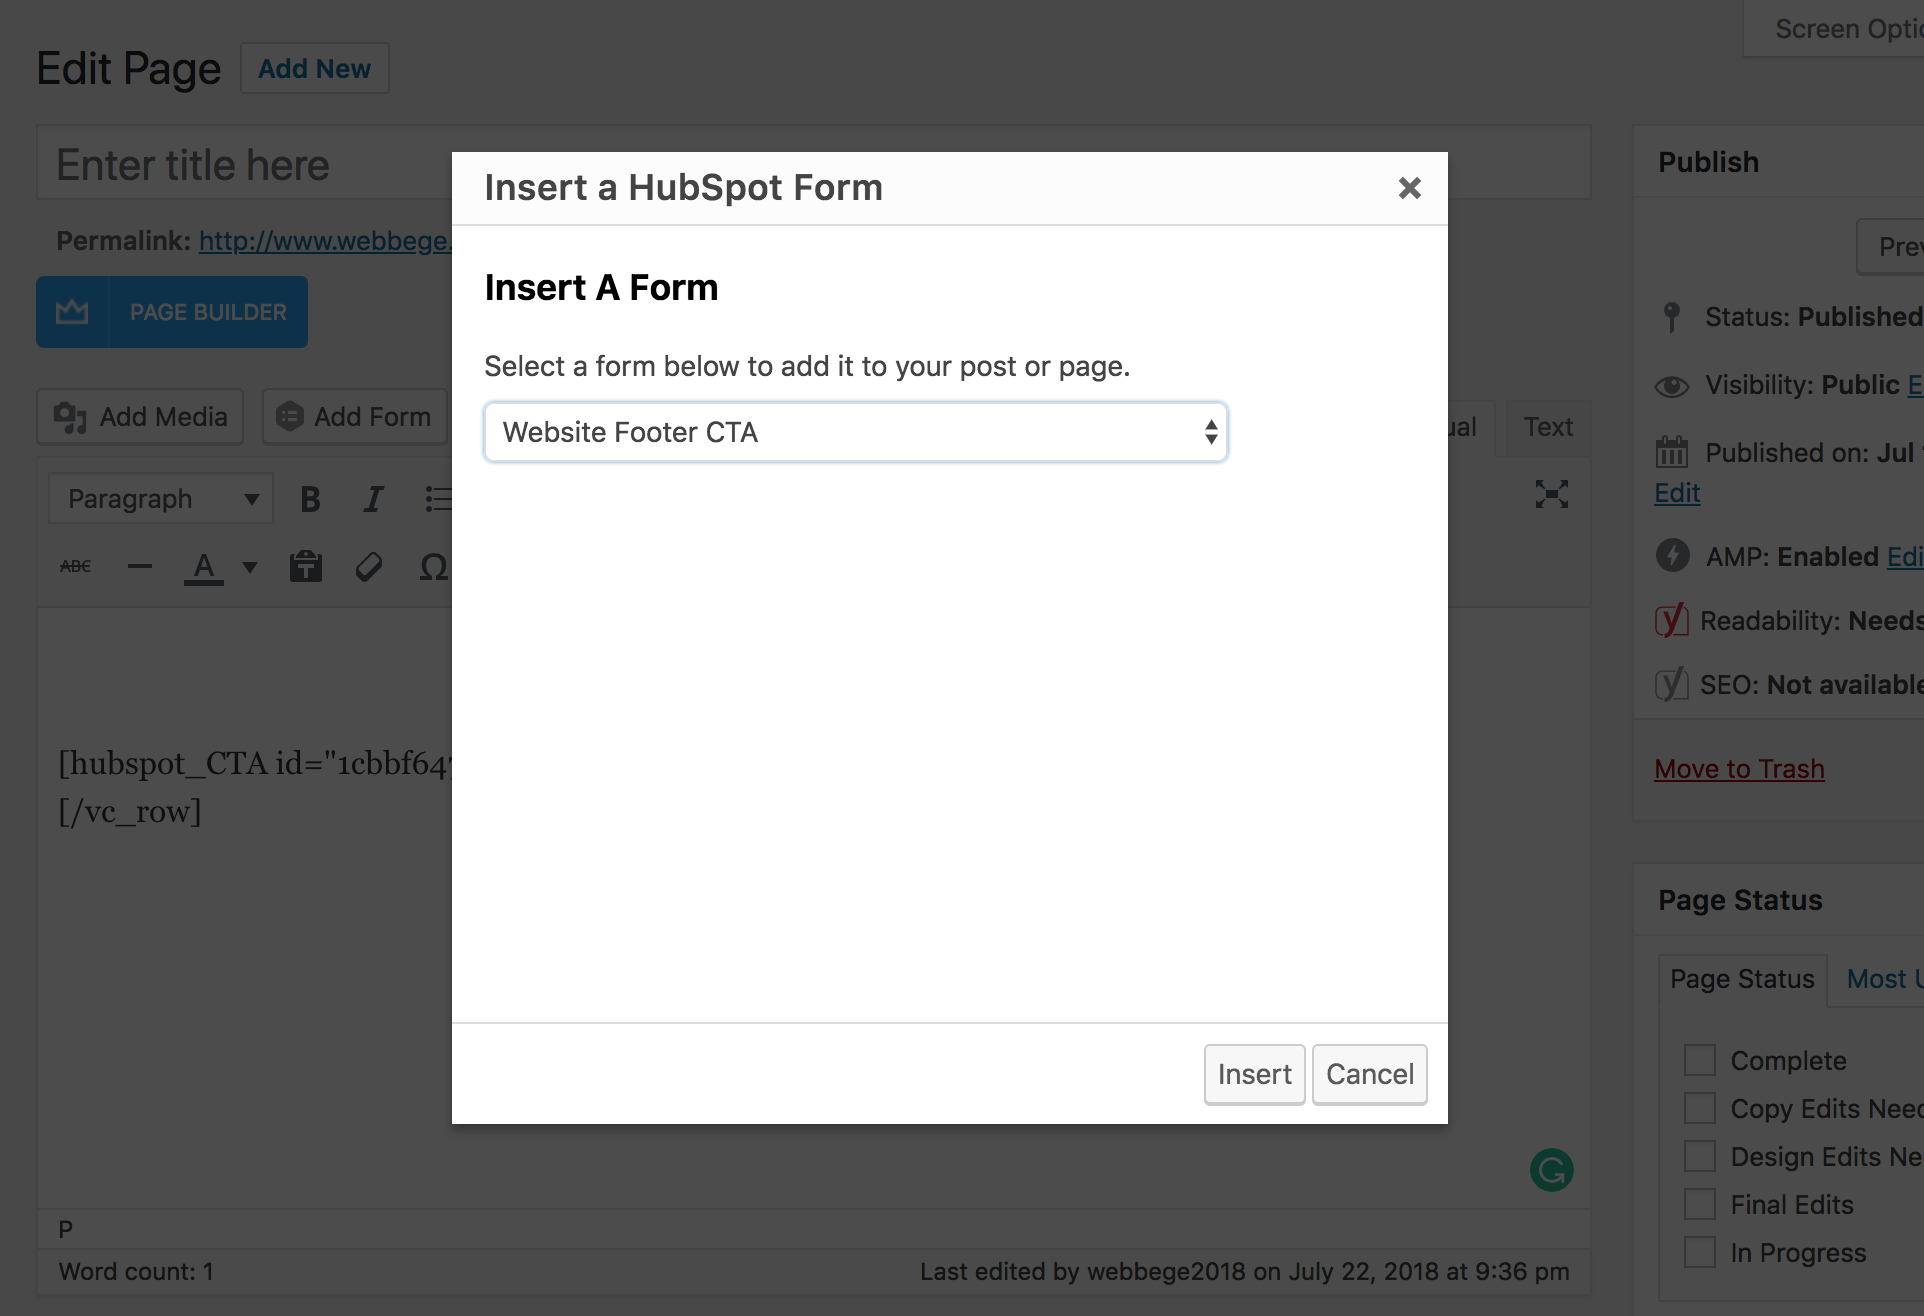 Screen Optio
Edit Page
Add New
Enter title here
Permalink: http://www.webbege.
PAGE BUILDER
Add Media
Add Form
Text
Paragraph
B
I
ABC
A
Ω
[hubspot_CTA id="1cbbf647
[/vc_row]
P
Word count: 1
Last edited by webbege2018 on July 22, 2018 at 9:36 pm
Insert a HubSpot Form
Insert A Form
Select a form below to add it to your post or page.
Website Footer CTA
Insert
Cancel
Publish
Prev
Status: Published
Visibility: Public E
Published on: Jul
Edit
AMP: Enabled Edi
Readability: Needs
SEO: Not available
Move to Trash
Page Status
Page Status
Most U
Complete
Copy Edits Need
Design Edits Ne
Final Edits
In Progress